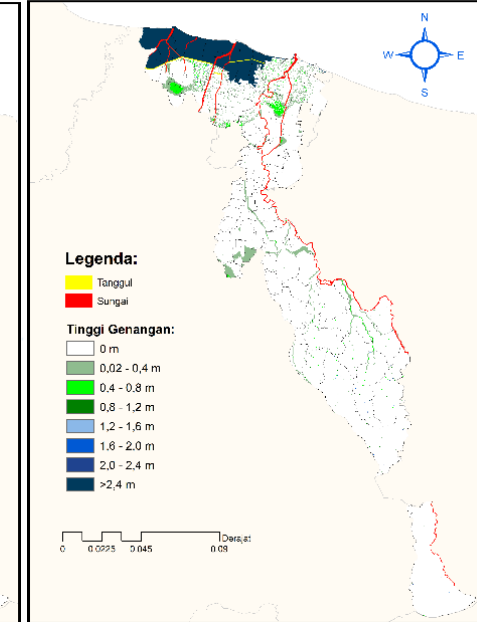 N
W E
S
Legenda:
Tanggul
Sungai
Tinggi Genangan:
0 m
0,02 - 0,4 m
0.4 - 0.8 m
0,8 - 1,2 m
1,2 - 1,6 m
1.6 - 2.0 m
2,0 - 2,4 m
>2,4 m
Derajat
0 0.0225 0.045 0.09